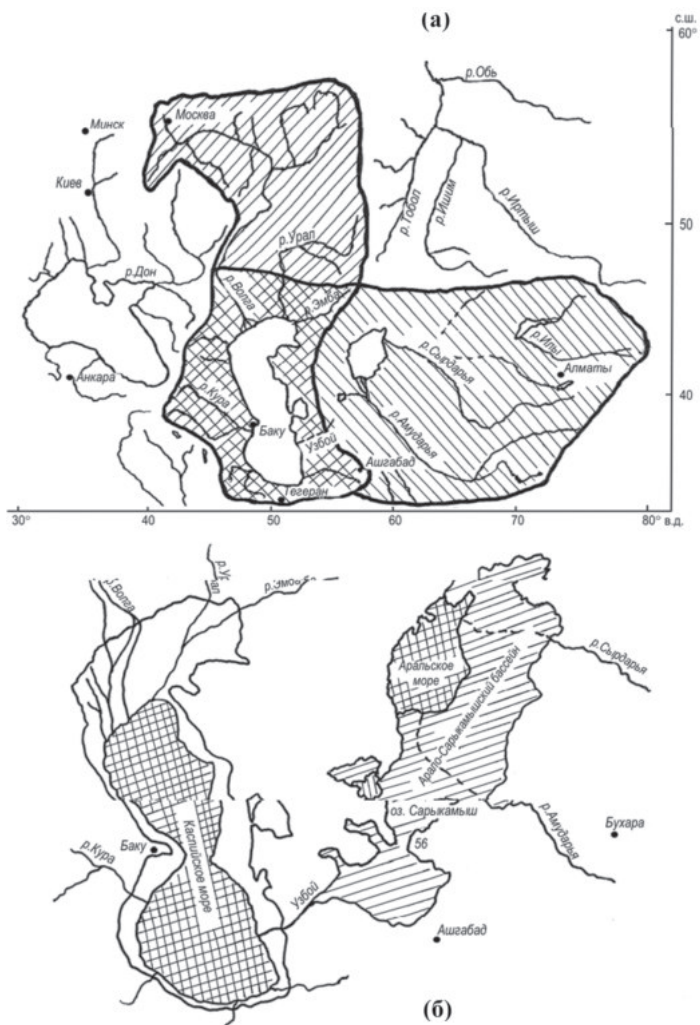 (а)
с.ш.
60°
р.Обь
Москва
Минск
Киев
р.Тобол
р.Ишим
р.Иртыш
50
р.Урал
р.Дон
р.Волга
р.Эмба
р.Или
р.Сырдарья
Алматы
Анкара
40
р.Кура
Баку
р.Амударья
Узбой
Ашгабад
Тегеран
30°
40
50
60
70
80° в.д.
р.Волга
р.Эмба
Аральское
море
р.Сырдарья
Арало-Сарыкамышский бассейн
оз. Сарыкамыш
Бухара
56
р.Амударья
Баку
р.Кура
Каспийское море
Узбой
Ашгабад
(б)